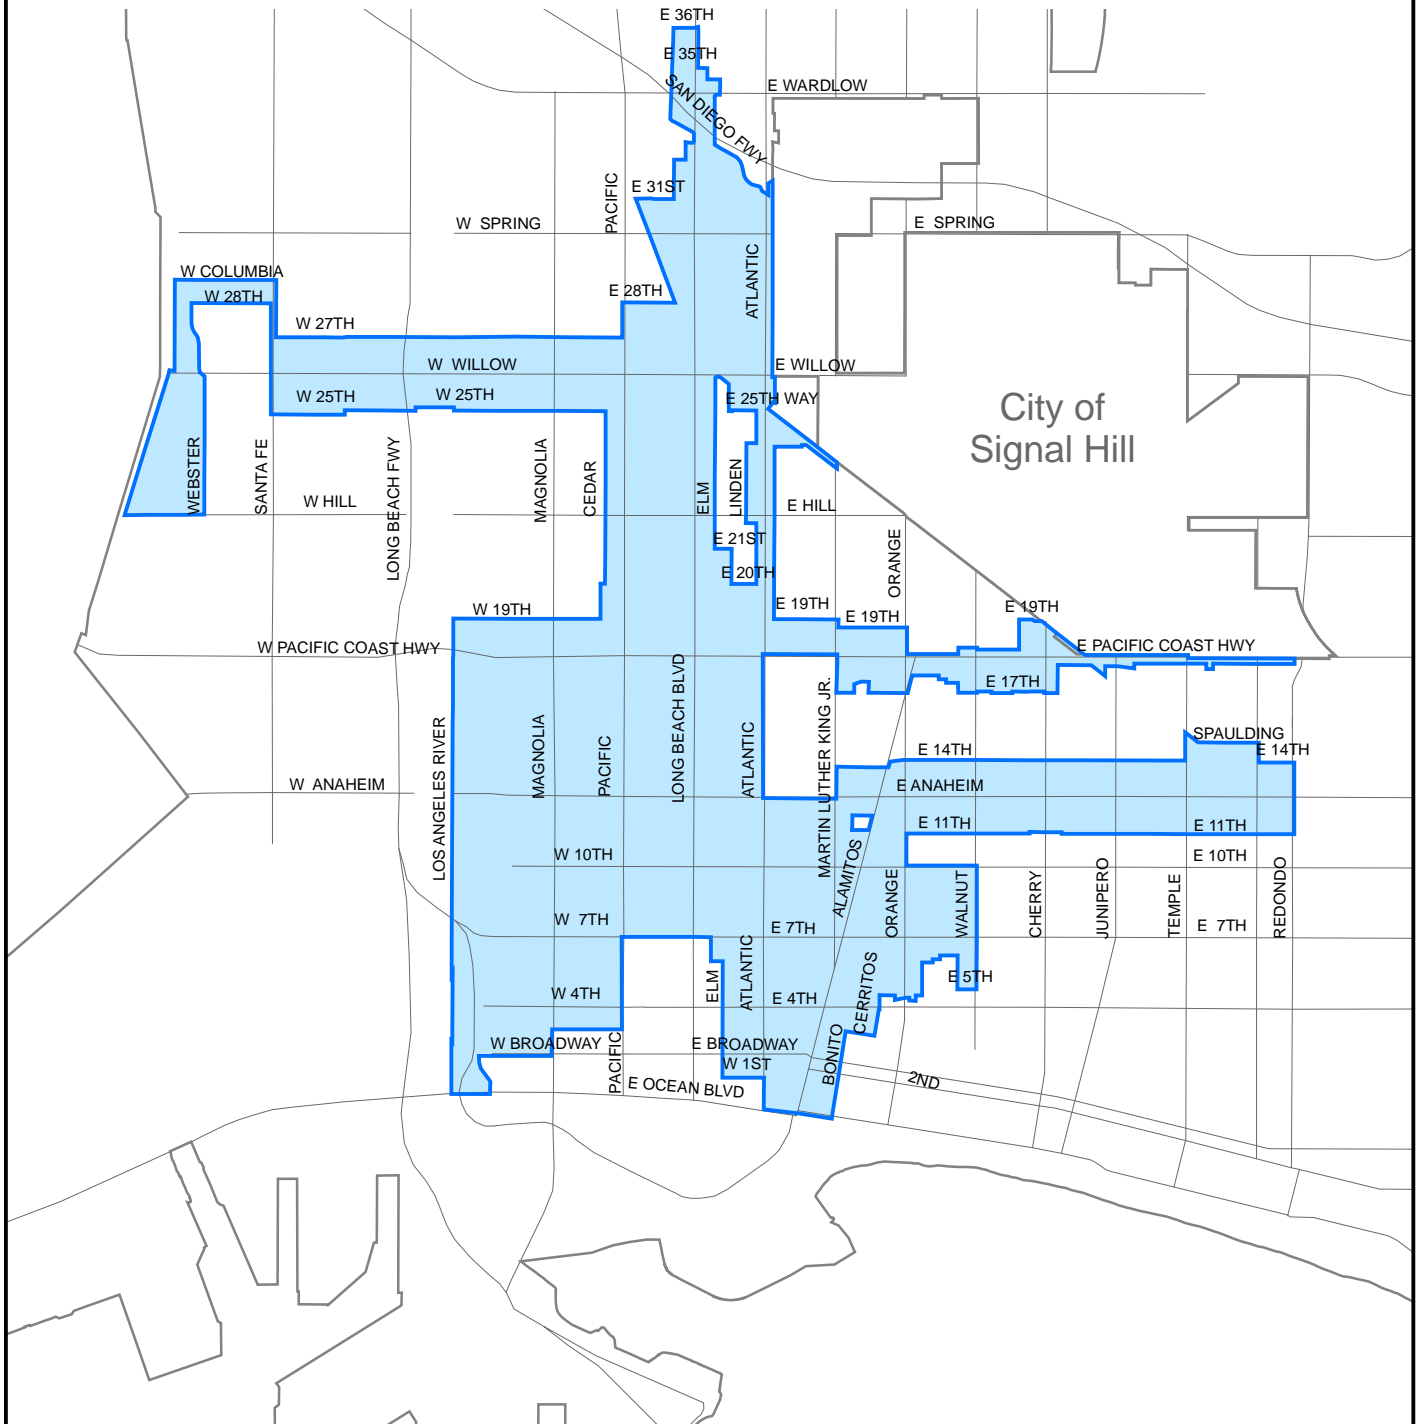 E 36TH
E 35TH
E WARDLOW
SAN DIEGO FWY
E 31ST
PACIFIC
W  SPRING
E  SPRING
W COLUMBIA
ATLANTIC
W 28TH
E 28TH
W 27TH
W  WILLOW
E WILLOW
W 25TH
W 25TH
E 25TH WAY
City of
Signal Hill
WEBSTER
SANTA FE
LONG BEACH FWY
MAGNOLIA
CEDAR
ELM
LINDEN
W HILL
E HILL
E 21ST
ORANGE
E 20TH
W 19TH
E 19TH
E 19TH
E 19TH
W PACIFIC COAST HWY
E PACIFIC COAST HWY
E 17TH
LONG BEACH BLVD
MARTIN LUTHER KING JR.
LOS ANGELES RIVER
MAGNOLIA
PACIFIC
ATLANTIC
SPAULDING
E 14TH
E 14TH
W  ANAHEIM
E ANAHEIM
E 11TH
E 11TH
W 10TH
E 10TH
ALAMITOS
ORANGE
WALNUT
CHERRY
JUNIPERO
TEMPLE
REDONDO
W  7TH
E 7TH
E  7TH
ELM
ATLANTIC
CERRITOS
E 5TH
W 4TH
E 4TH
W BROADWAY
PACIFIC
E BROADWAY
W 1ST
BONITO
2ND
E OCEAN BLVD